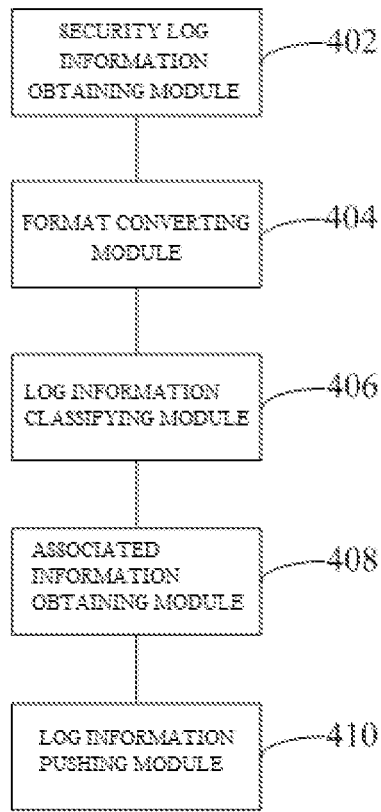 SECURITY LOG
INFORMATION
OBTAINING MODULE
402
FORMAT CONVERTING
MODULE
404
LOG INFORMATION
CLASSIFYING MODULE
406
ASSOCIATED
INFORMATION
OBTAINING MODULE
408
LOG INFORMATION
PUSHING MODULE
410